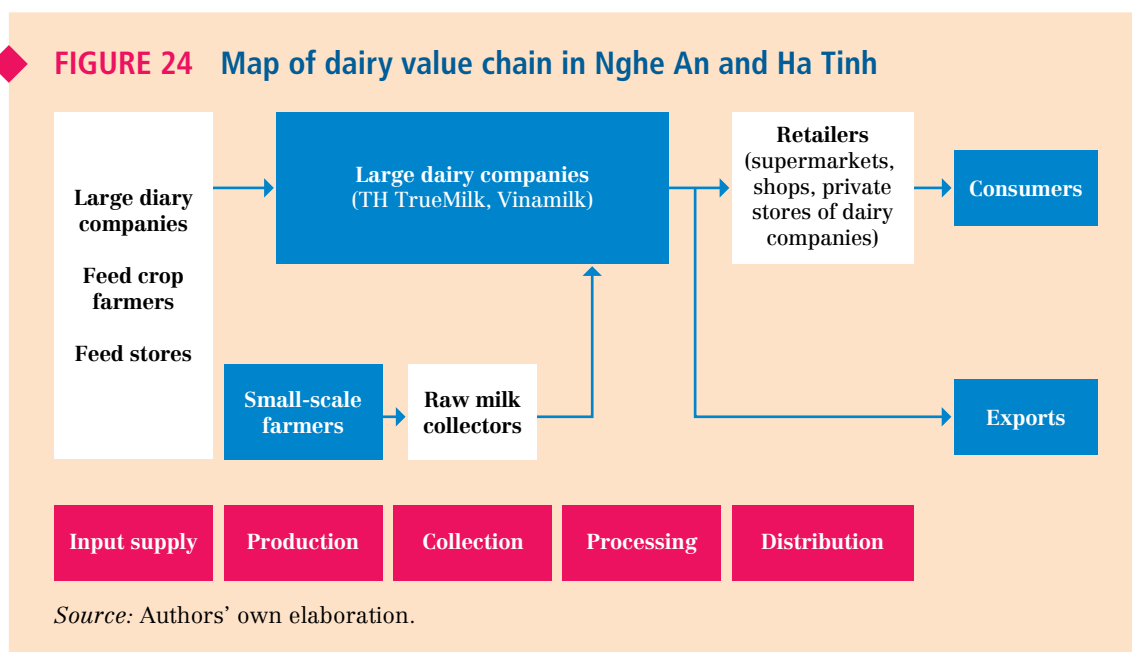 FIGURE 24 Map of dairy value chain in Nghe An and Ha Tinh
Large diary
companies
Feed crop
farmers
Feed stores
Large dairy companies
(TH TrueMilk, Vinamilk)
Retailers
(supermarkets,
shops, private
stores of dairy
companies)
Consumers
Small-scale
farmers
Raw milk
collectors
Exports
Input supply
Production
Collection
Processing
Distribution
Source: Authors’ own elaboration.